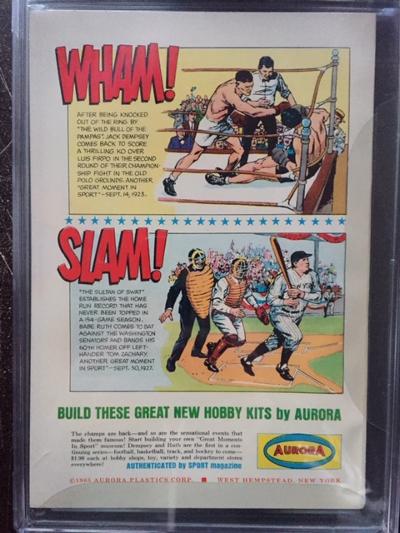 WHAM!
AFTER BEING KNOCKED
OUT OF THE RING BY
"THE WILD BULL OF THE
PAMPAS", JACK DEMPSEY
COMES BACK TO SCORE
A THRILLING KO OVER
LUIS FIRPO IN THE SECOND
ROUND OF THEIR CHAMPION-
SHIP FIGHT IN THE OLD
POLO GROUNDS. ANOTHER
"GREAT MOMENT IN
SPORT"—SEPT. 14, 1923.
SLAM!
"THE SULTAN OF SWAT"
ESTABLISHES THE HOME
RUN RECORD THAT HAS
NEVER BEEN TOPPED IN
A 154-GAME SEASON.
BABE RUTH COMES TO BAT
AGAINST THE WASHINGTON
SENATORS AND BANGS HIS
60TH HOMER OFF LEFT-
HANDER TOM ZACHARY.
ANOTHER "GREAT MOMENT
IN SPORT"—SEPT. 30, 1927.
BUILD THESE GREAT NEW HOBBY KITS by AURORA
The champs are back—and so are the sensational events that
made them famous! Start building your own "Great Moments
In Sport" museum! Dempsey and Ruth are the first in a con-
tinuing series—football, basketball, track, and hockey to come—
$1.98 each at hobby shops, toy, variety and department stores
everywhere!
AUTHENTICATED by SPORT magazine
AURORA
©1965 AURORA PLASTICS CORP. WEST HEMPSTEAD, NEW YORK